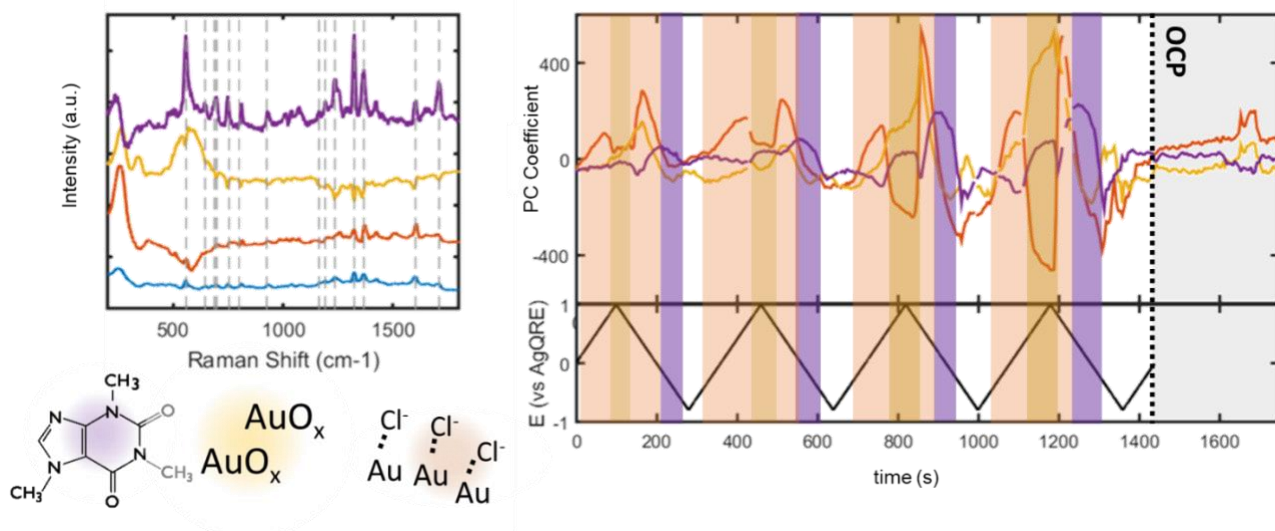 Intensity (a.u.)
500 1000 1500
Raman Shift (cm-1)
PC Coefficient
400
0
-400
OCP
E (vs AgQRE)
1
0
-1
0 200 400 600 800 1000 1200 1400 1600
time (s)
CH₃
N
N
O
N
N
CH₃
CH₃
O
AuOₓ
AuOₓ
Cl⁻
Cl⁻
Cl⁻
Au
Au
Au